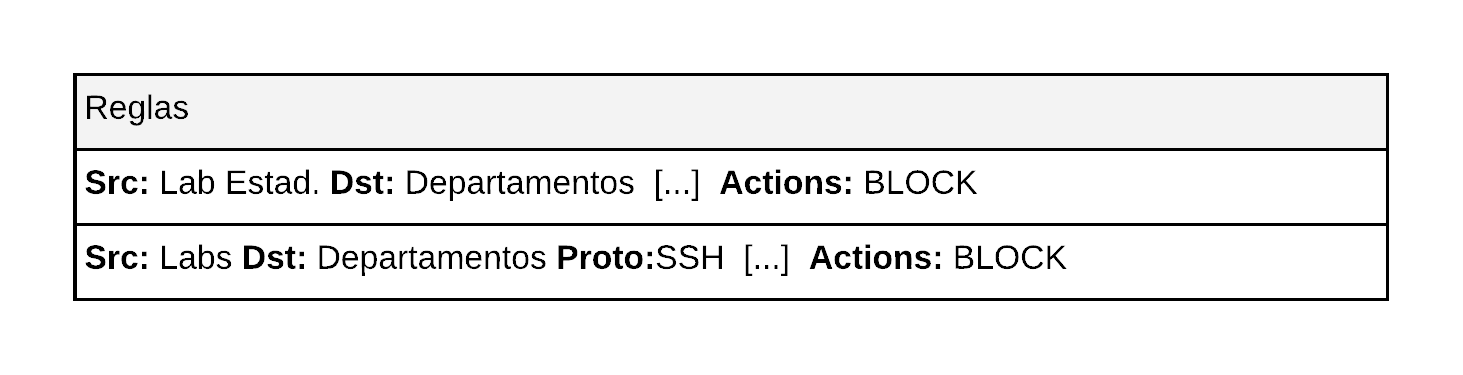 Reglas
Src: Lab Estad. Dst: Departamentos [...] Actions: BLOCK
Src: Labs Dst: Departamentos Proto:SSH [...] Actions: BLOCK